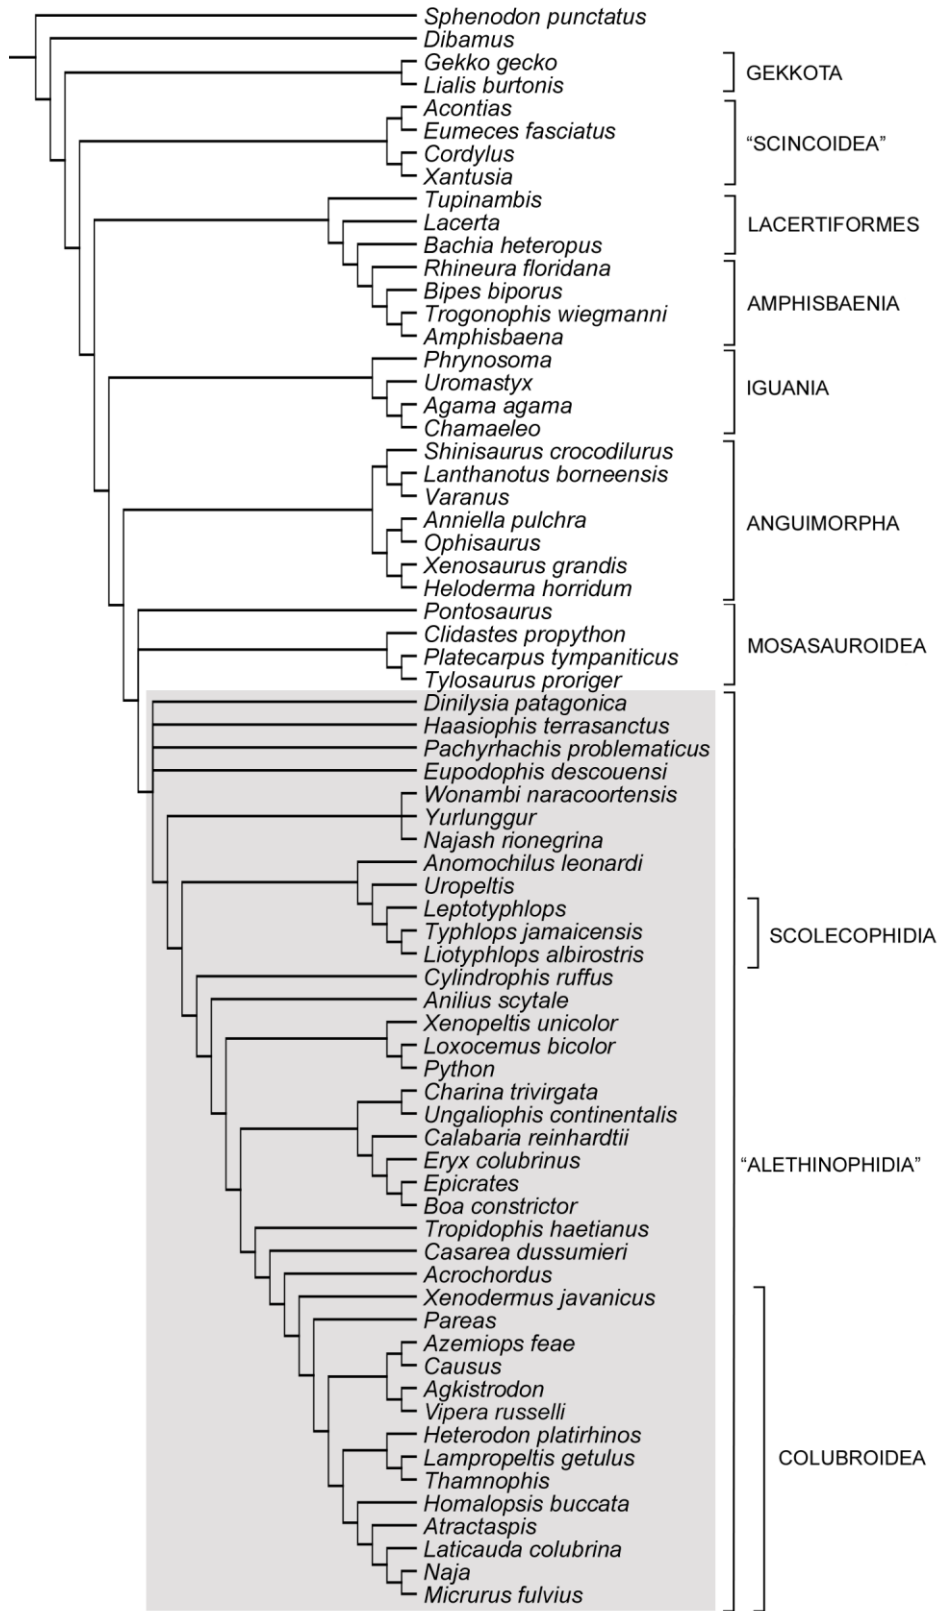 Sphenodon punctatus
Dibamus
Gekko gecko
Lialis burtonis
GEKKOTA
Acontias
Eumeces fasciatus
Cordylus
Xantusia
“SCINCOIDEA”
Tupinambis
Lacerta
Bachia heteropus
LACERTIFORMES
Rhineura floridana
Bipes biporus
Trogonophis wiegmanni
Amphisbaena
AMPHISBAENIA
Phrynosoma
Uromastyx
Agama agama
Chamaeleo
IGUANIA
Shinisaurus crocodilurus
Lanthanotus borneensis
Varanus
Anniella pulchra
Ophisaurus
Xenosaurus grandis
Heloderma horridum
ANGUIMORPHA
Pontosaurus
Clidastes propython
Platecarpus tympaniticus
Tylosaurus proriger
MOSASAUROIDEA
Dinilysia patagonica
Haasiophis terrasanctus
Pachyrhachis problematicus
Eupodophis descouensi
Wonambi naracoortensis
Yurlunggur
Najash rionegrina
Anomochilus leonardi
Uropeltis
Leptotyphlops
Typhlops jamaicensis
Liotyphlops albirostris
SCOLECOPHIDIA
Cylindrophis ruffus
Anilius scytale
Xenopeltis unicolor
Loxocemus bicolor
Python
Charina trivirgata
Ungaliophis continentalis
Calabaria reinhardtii
Eryx colubrinus
Epicrates
Boa constrictor
“ALETHINOPHIDIA”
Tropidophis haetianus
Casarea dussumieri
Acrochordus
Xenodermus javanicus
Pareas
Azemiops feae
Causus
Agkistrodon
Vipera russelli
Heterodon platirhinos
Lampropeltis getulus
Thamnophis
Homalopsis buccata
Atractaspis
Laticauda colubrina
Naja
Micrurus fulvius
COLUBROIDEA